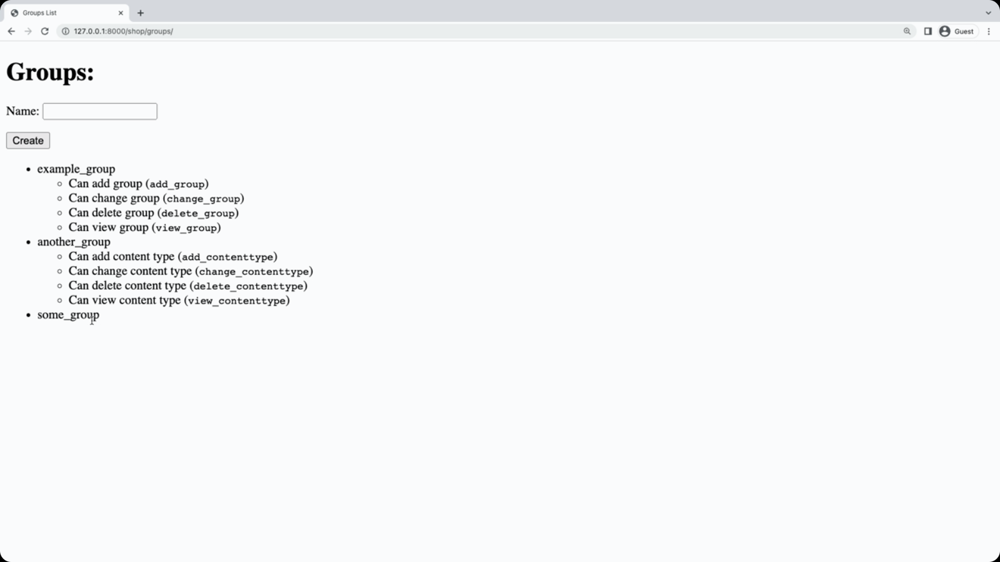 Groups List
127.0.0.1:8000/shop/groups/
Guest
Groups:
Name:
Create
example_group
Can add group (add_group)
Can change group (change_group)
Can delete group (delete_group)
Can view group (view_group)
another_group
Can add content type (add_contenttype)
Can change content type (change_contenttype)
Can delete content type (delete_contenttype)
Can view content type (view_contenttype)
some_group